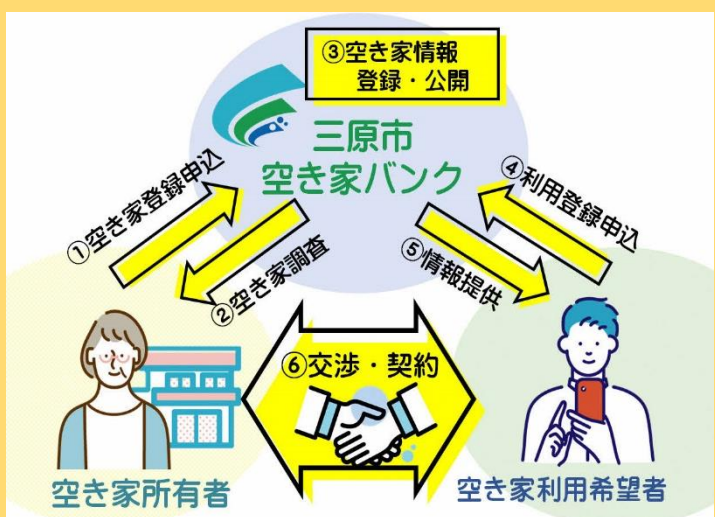 ③空き家情報
登録・公開
三原市
空き家バンク
①空き家登録申込
②空き家調査
④利用登録申込
⑤情報提供
⑥交渉・契約
空き家所有者
空き家利用希望者